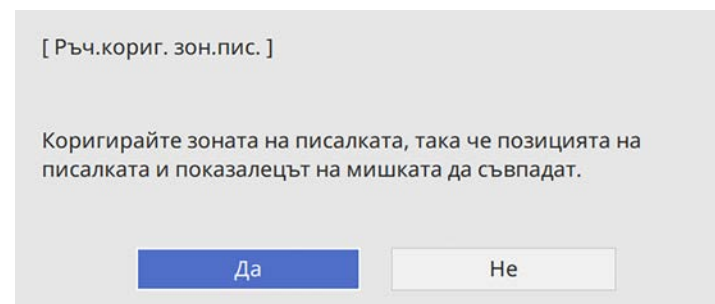 [ Ръч.кориг. зон.пис. ]
Коригирайте зоната на писалката, така че позицията на
писалката и показалецът на мишката да съвпадат.
Да
Не